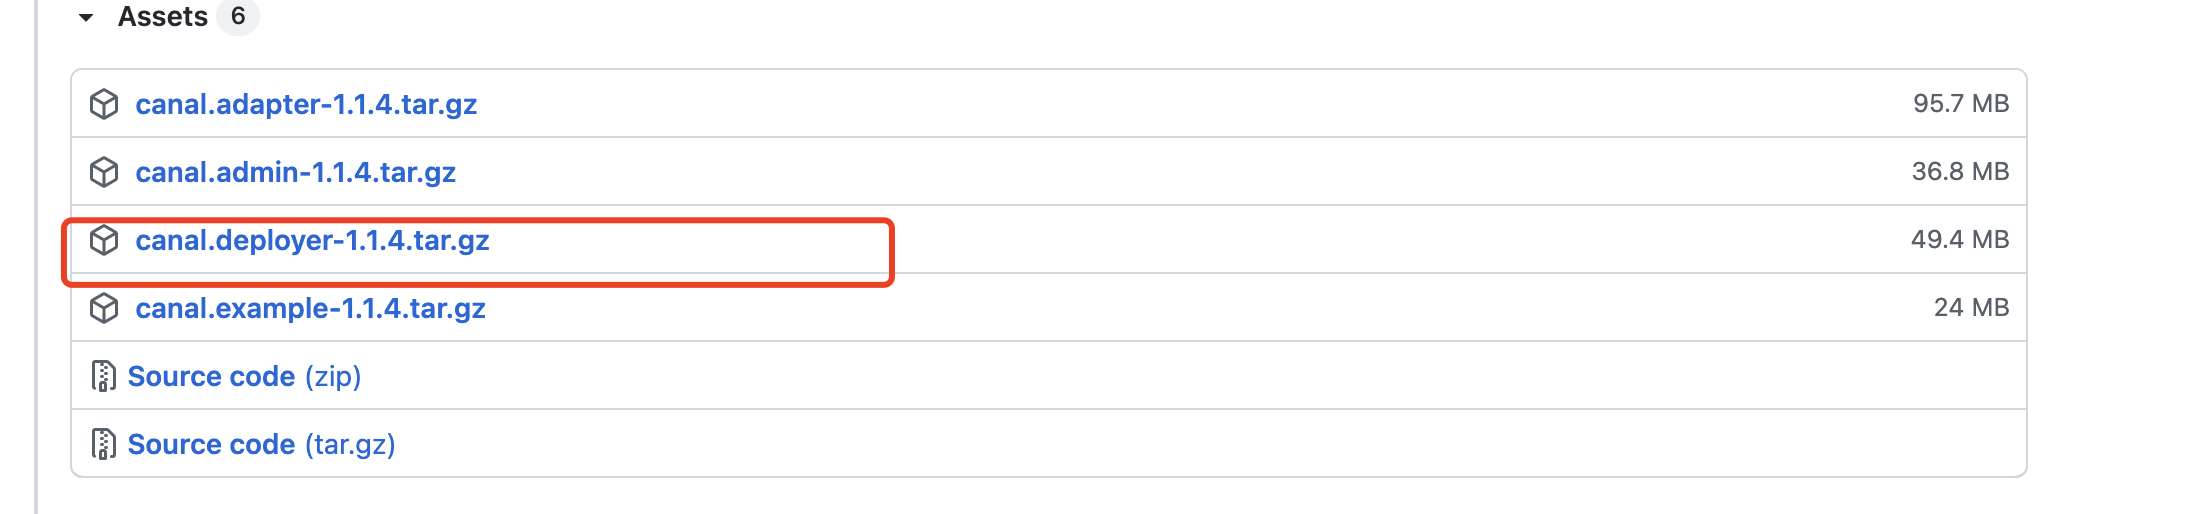 Assets 6
canal.adapter-1.1.4.tar.gz 95.7 MB
canal.admin-1.1.4.tar.gz 36.8 MB
canal.deployer-1.1.4.tar.gz 49.4 MB
canal.example-1.1.4.tar.gz 24 MB
Source code (zip)
Source code (tar.gz)